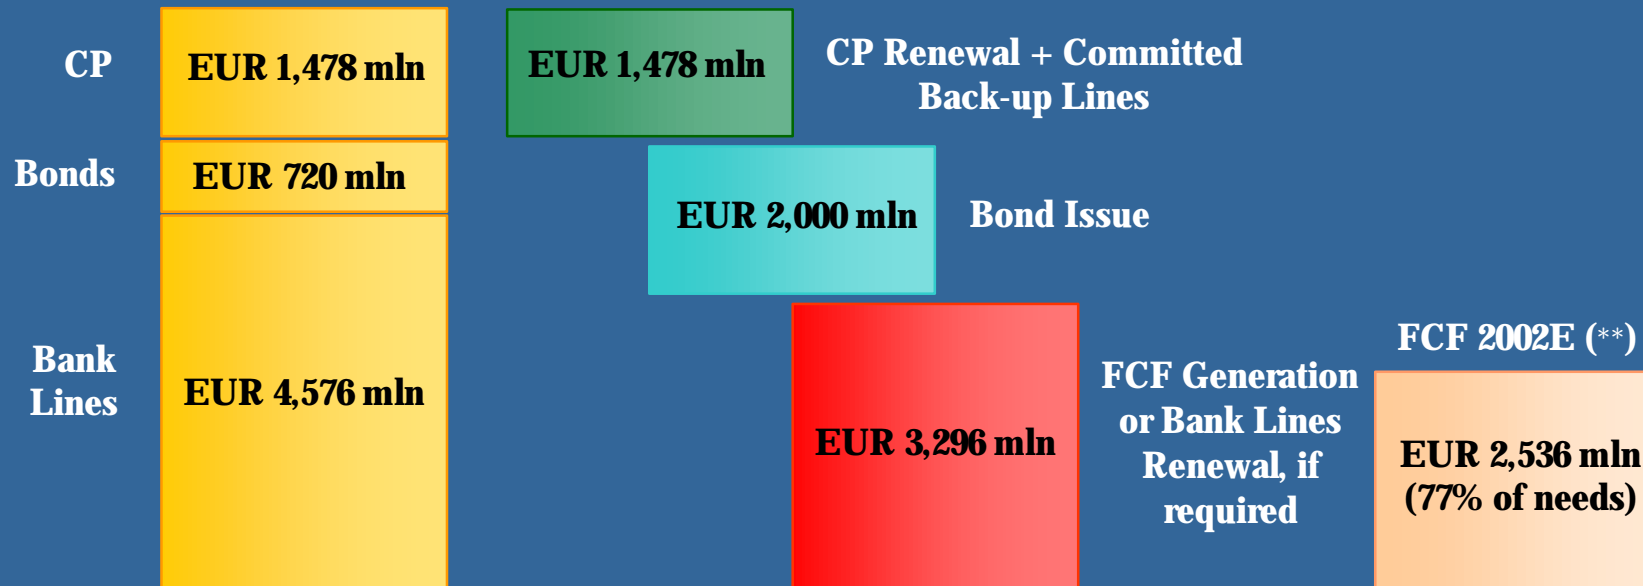 CP
EUR 1,478 mln
EUR 1,478 mln
CP Renewal + Committed
Back-up Lines
Bonds
EUR 720 mln
EUR 2,000 mln
Bond Issue
Bank
Lines
EUR 4,576 mln
EUR 3,296 mln
FCF Generation
or Bank Lines
Renewal, if
required
FCF 2002E (**)
EUR 2,536 mln
(77% of needs)